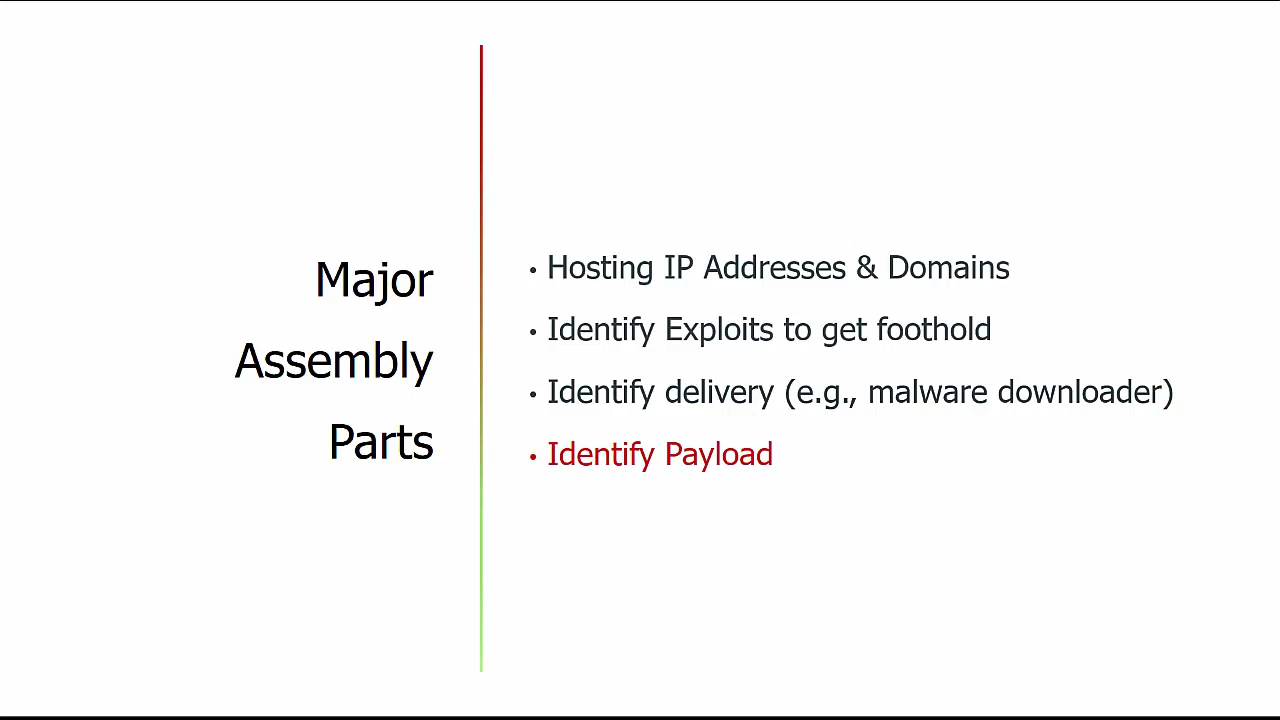 Major
Assembly
Parts
• Hosting IP Addresses & Domains
• Identify Exploits to get foothold
• Identify delivery (e.g., malware downloader)
• Identify Payload